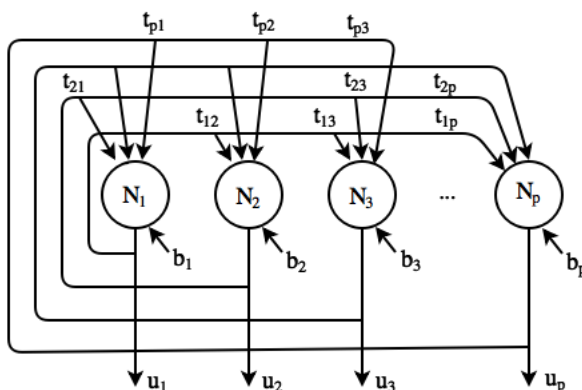 t_p1 t_p2 t_p3
t_21 t_23 t_2p
t_12 t_13 t_1p
N_1 N_2 N_3 ... N_p
b_1 b_2 b_3 b_p
u_1 u_2 u_3 u_p